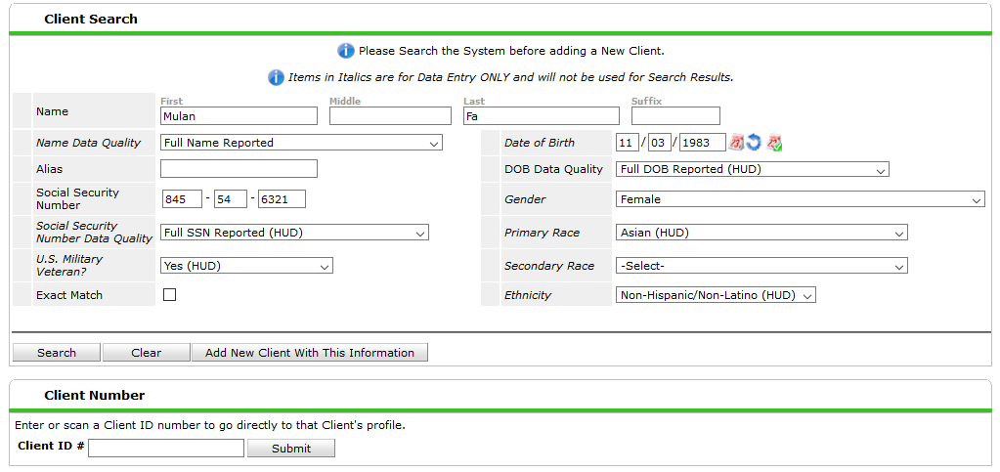 Client Search
Please Search the System before adding a New Client.
Items in Italics are for Data Entry ONLY and will not be used for Search Results.
Name
First Middle Last Suffix
Mulan Fa
Name Data Quality Full Name Reported Date of Birth 11 / 03 / 1983
Alias DOB Data Quality Full DOB Reported (HUD)
Social Security
Number
845 - 54 - 6321 Gender Female
Social Security
Number Data Quality
Full SSN Reported (HUD) Primary Race Asian (HUD)
U.S. Military
Veteran?
Yes (HUD) Secondary Race -Select-
Exact Match Ethnicity Non-Hispanic/Non-Latino (HUD)
Search Clear Add New Client With This Information
Client Number
Enter or scan a Client ID number to go directly to that Client's profile.
Client ID # Submit